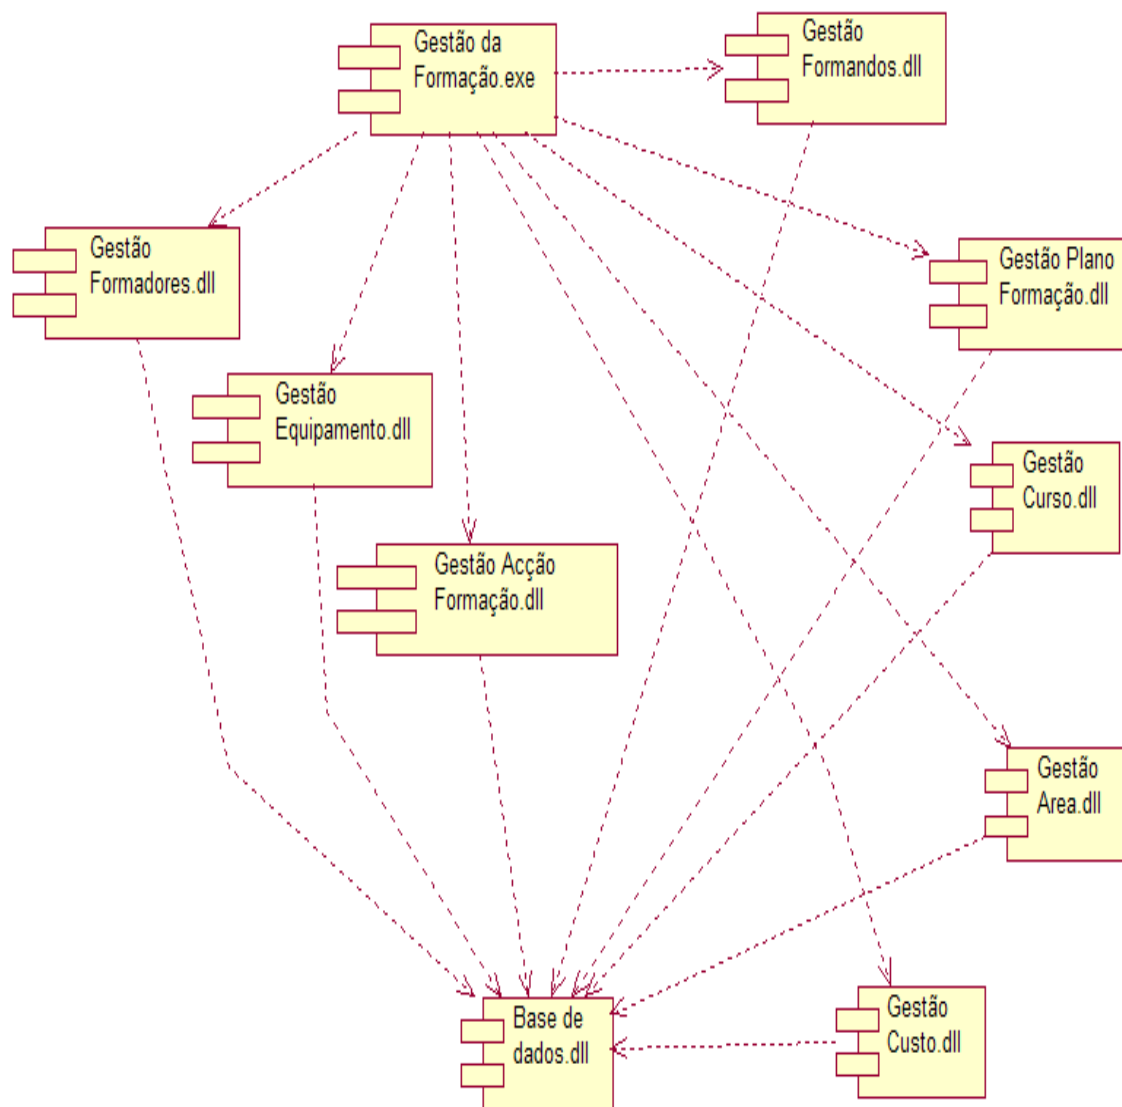 Gestão da
Formação.exe
Gestão
Formandos.dll
Gestão
Formadores.dll
Gestão Plano
Formação.dll
Gestão
Equipamento.dll
Gestão
Curso.dll
Gestão Acção
Formação.dll
Gestão
Area.dll
Base de
dados.dll
Gestão
Custo.dll